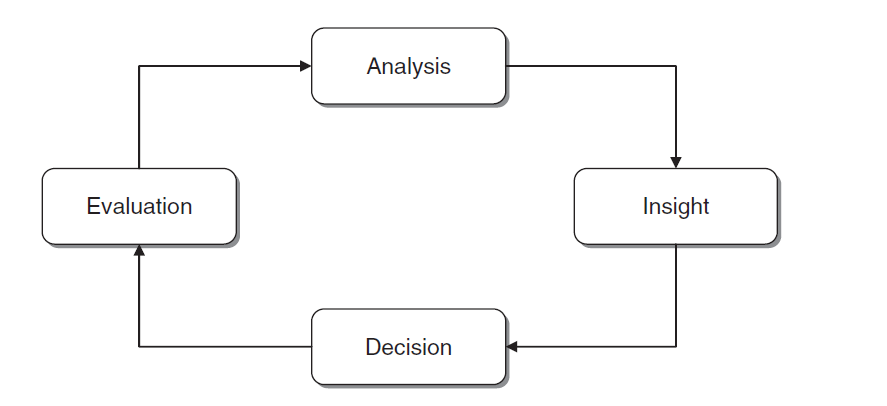 Analysis
Evaluation
Insight
Decision